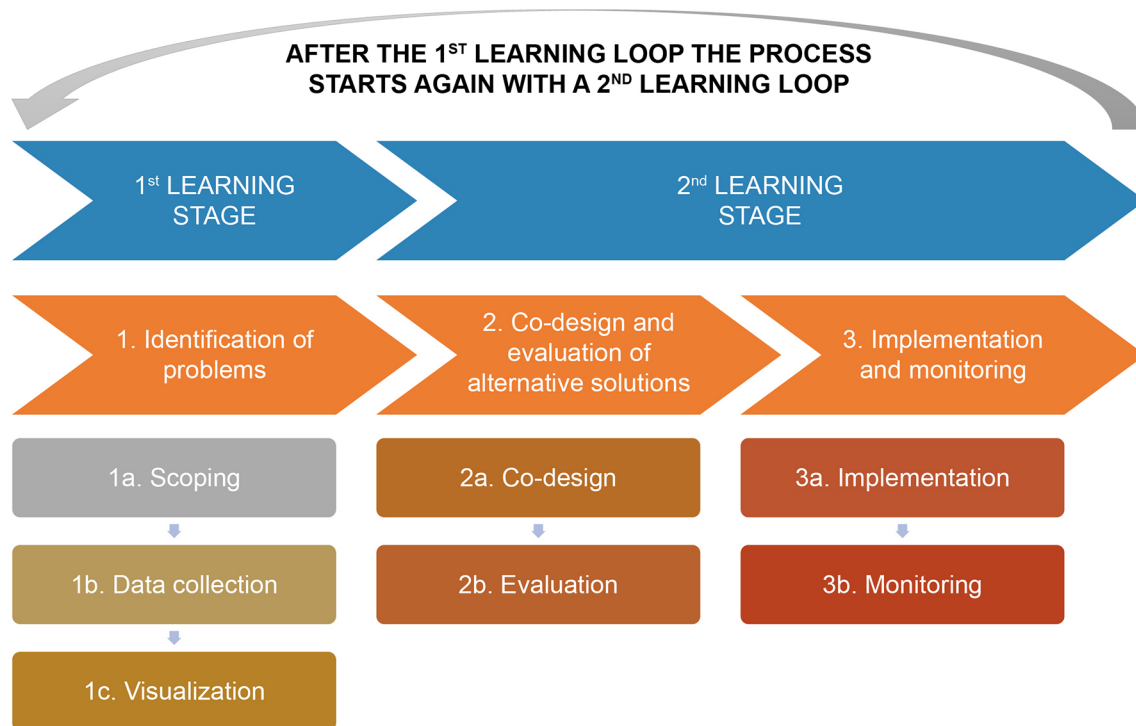 AFTER THE 1ST LEARNING LOOP THE PROCESS
STARTS AGAIN WITH A 2ND LEARNING LOOP
1st LEARNING
STAGE
2nd LEARNING
STAGE
1. Identification of
problems
2. Co-design and
evaluation of
alternative solutions
3. Implementation
and monitoring
1a. Scoping
1b. Data collection
1c. Visualization
2a. Co-design
2b. Evaluation
3a. Implementation
3b. Monitoring